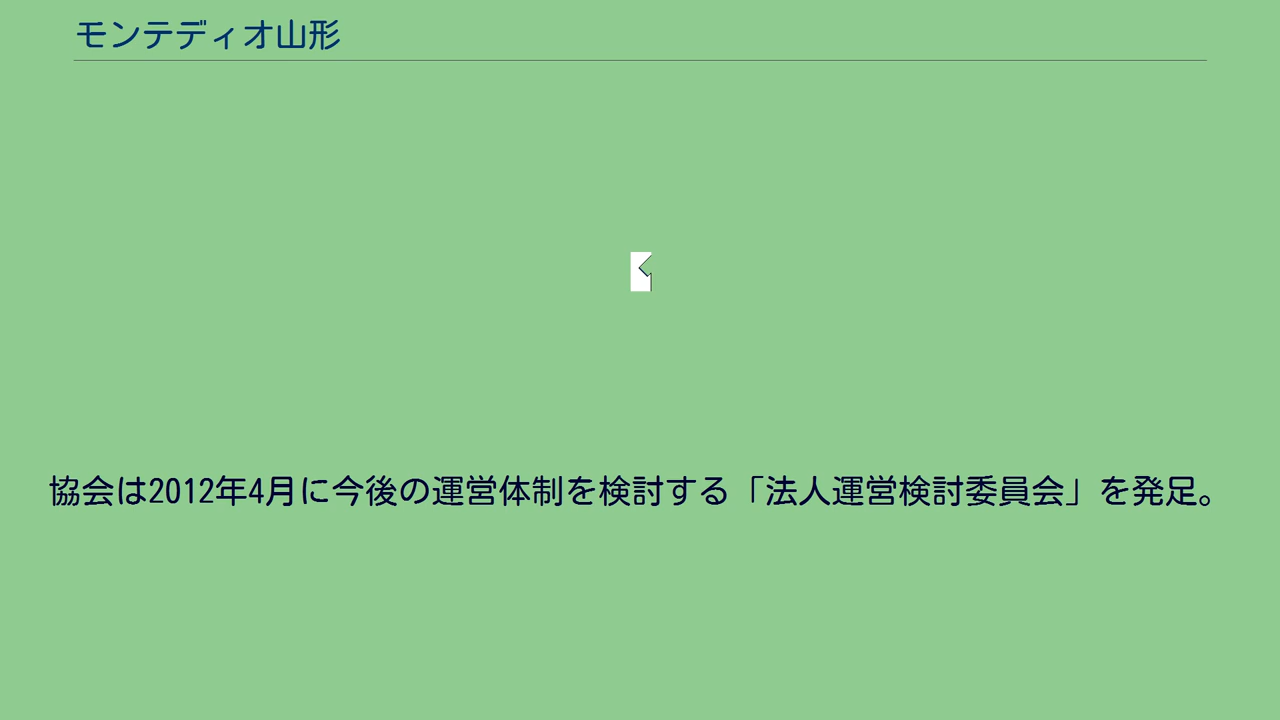 モンテディオ山形
協会は2012年4月に今後の運営体制を検討する「法人運営検討委員会」を発足。